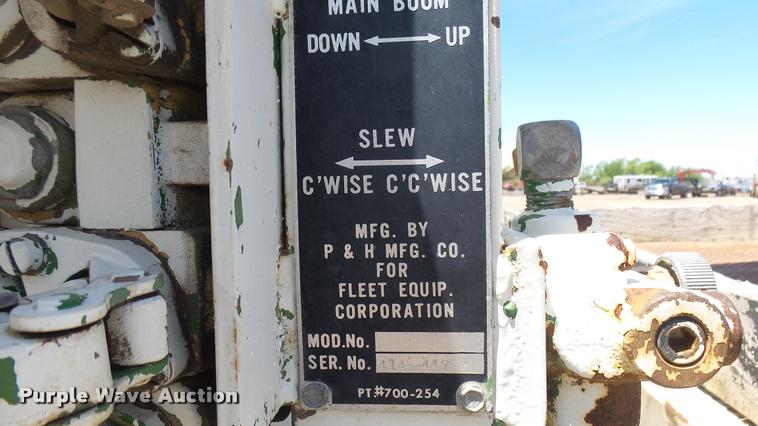 MAIN BOOM
DOWN UP
SLEW
C'WISE C'C'WISE
MFG. BY
P & H MFG. CO.
FOR
FLEET EQUIP.
CORPORATION
MOD.No.
SER. No.
PT.#700-254
Purple Wave Auction